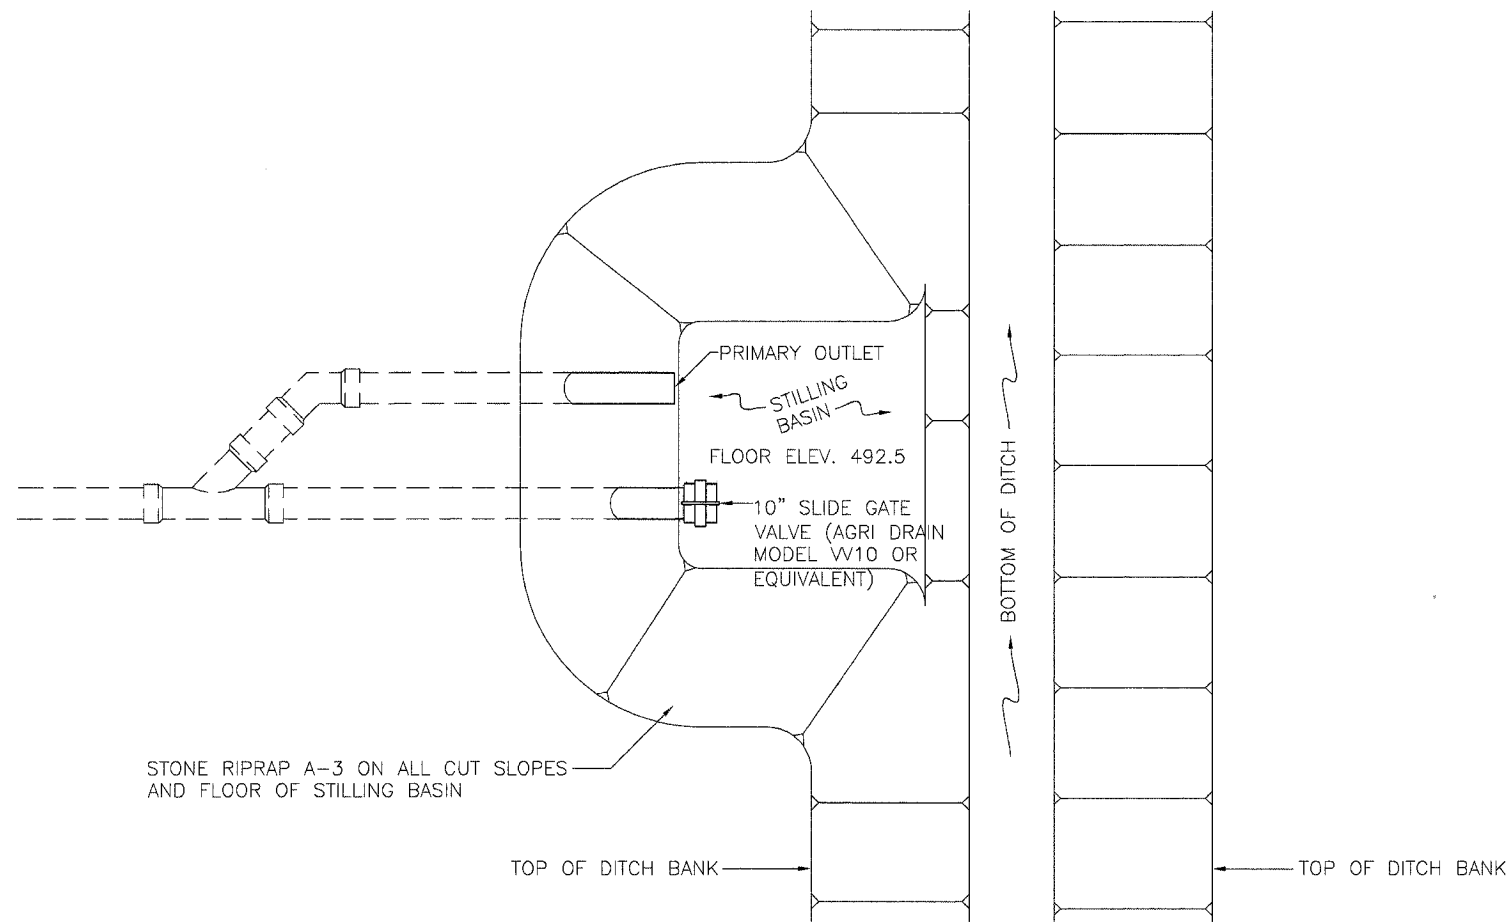 PRIMARY OUTLET
STILLING
BASIN
FLOOR ELEV. 492.5
10" SLIDE GATE
VALVE (AGRI DRAIN
MODEL VV10 OR
EQUIVALENT)
BOTTOM OF DITCH
STONE RIPRAP A-3 ON ALL CUT SLOPES
AND FLOOR OF STILLING BASIN
TOP OF DITCH BANK
TOP OF DITCH BANK